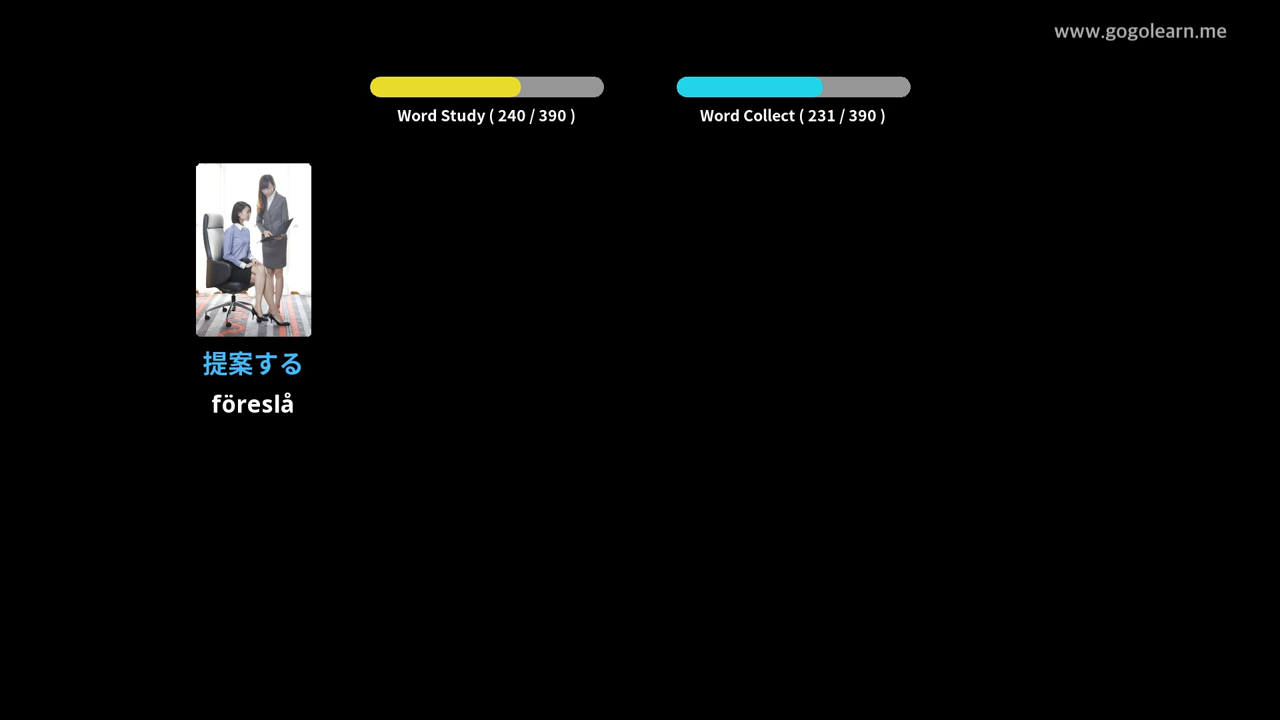 www.gogolearn.me
Word Study ( 240 / 390 )
Word Collect ( 231 / 390 )
提案する
föreslå